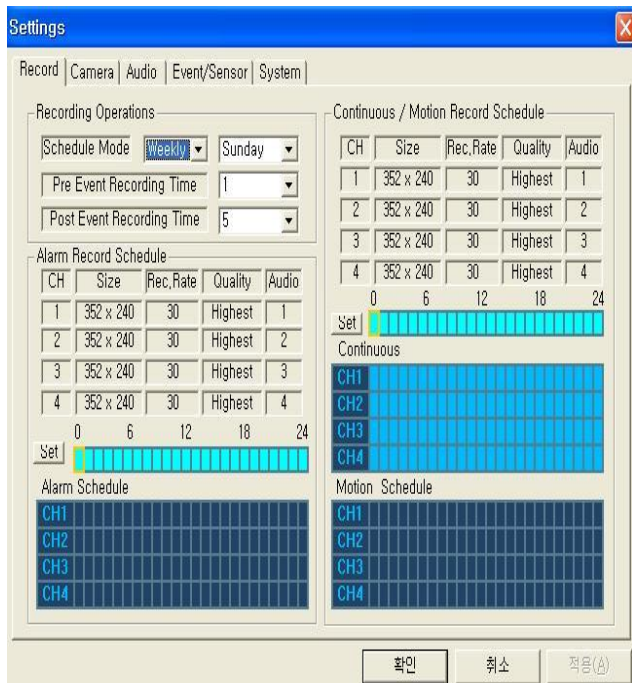 Settings
Record Camera Audio Event/Sensor System
Recording Operations
Schedule Mode Weekly Sunday
Pre Event Recording Time 1
Post Event Recording Time 5
Alarm Record Schedule
CH Size Rec,Rate Quality Audio
1 352 x 240 30 Highest 1
2 352 x 240 30 Highest 2
3 352 x 240 30 Highest 3
4 352 x 240 30 Highest 4
0 6 12 18 24
Set
Alarm Schedule
CH1
CH2
CH3
CH4
Continuous / Motion Record Schedule
CH Size Rec,Rate Quality Audio
1 352 x 240 30 Highest 1
2 352 x 240 30 Highest 2
3 352 x 240 30 Highest 3
4 352 x 240 30 Highest 4
0 6 12 18 24
Set
Continuous
CH1
CH2
CH3
CH4
Motion Schedule
CH1
CH2
CH3
CH4
확인 취소 적용(A)